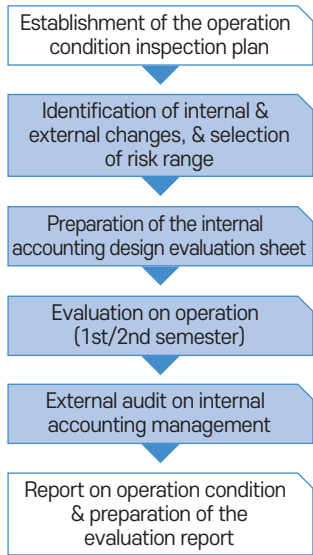 Establishment of the operation
condition inspection plan
Identification of internal &
external changes, & selection
of risk range
Preparation of the internal
accounting design evaluation sheet
Evaluation on operation
(1st/2nd semester)
External audit on internal
accounting management
Report on operation condition
& preparation of the
evaluation report